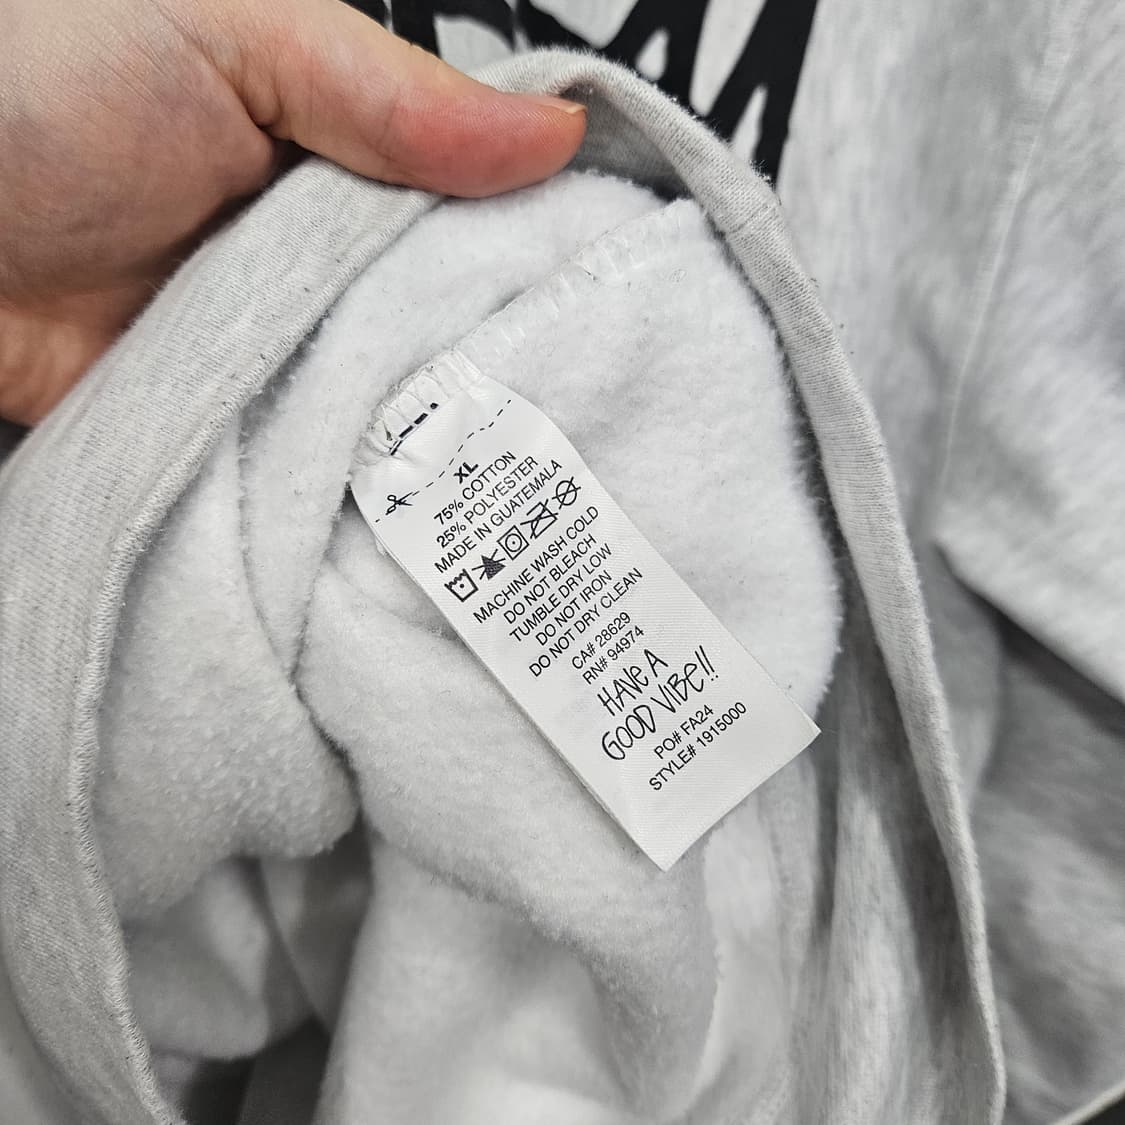 XL
75% COTTON
25% POLYESTER
MADE IN GUATEMALA
MACHINE WASH COLD
DO NOT BLEACH
TUMBLE DRY LOW
DO NOT IRON
DO NOT DRY CLEAN
CA# 28629
RN# 94974
HAVE A
GOOD VIBE!!
PO# FA24
STYLE# 1915000